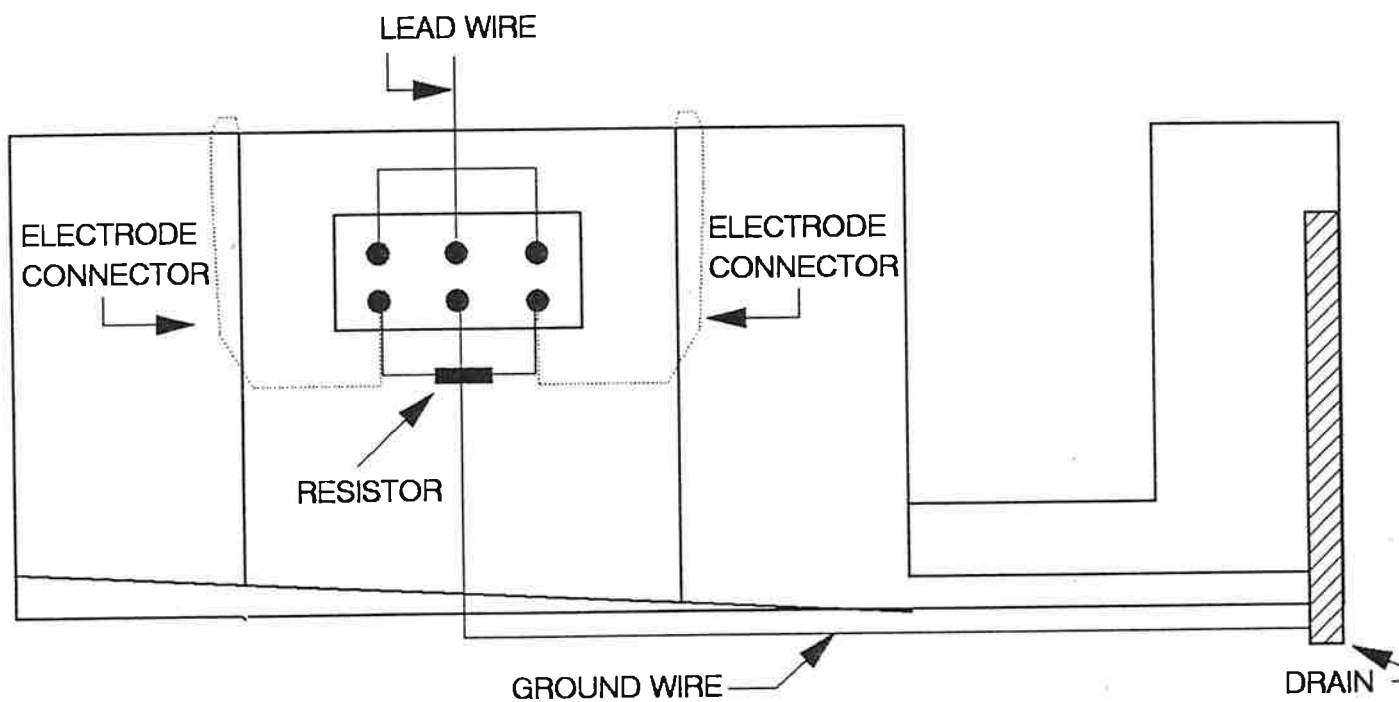 LEAD WIRE
ELECTRODE
CONNECTOR
ELECTRODE
CONNECTOR
RESISTOR
GROUND WIRE
DRAIN